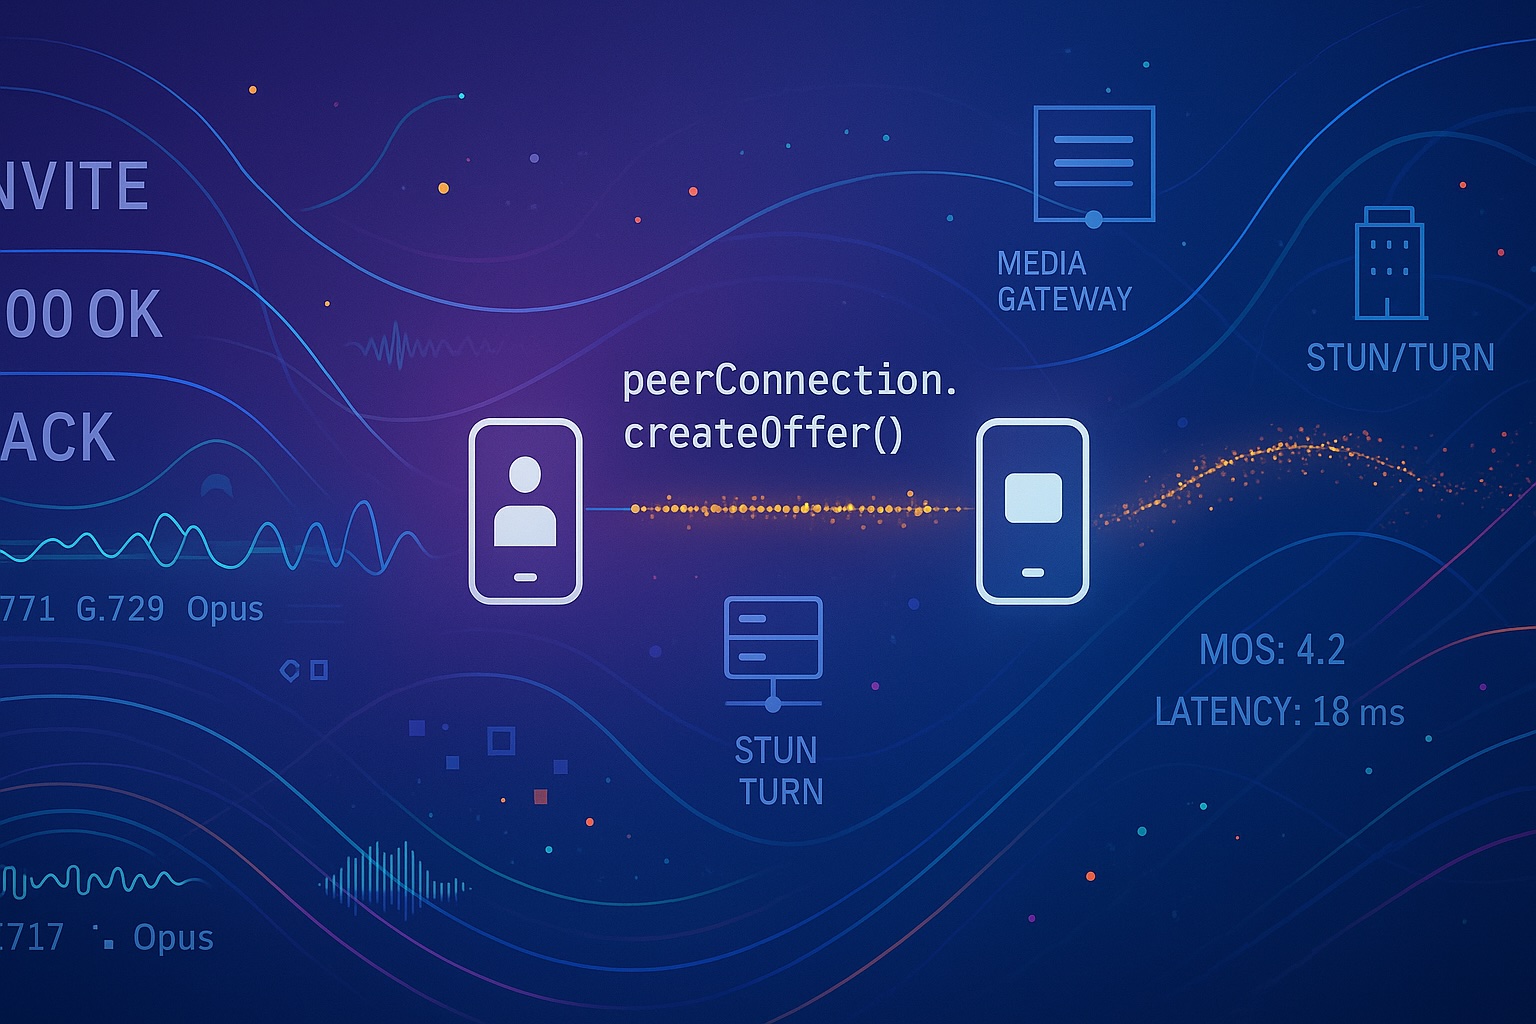 NVITE
00 OK
ACK
771 G.729 Opus
717 Opus
peerConnection.
createOffer()
MEDIA
GATEWAY
STUN/TURN
STUN
TURN
MOS: 4.2
LATENCY: 18 ms